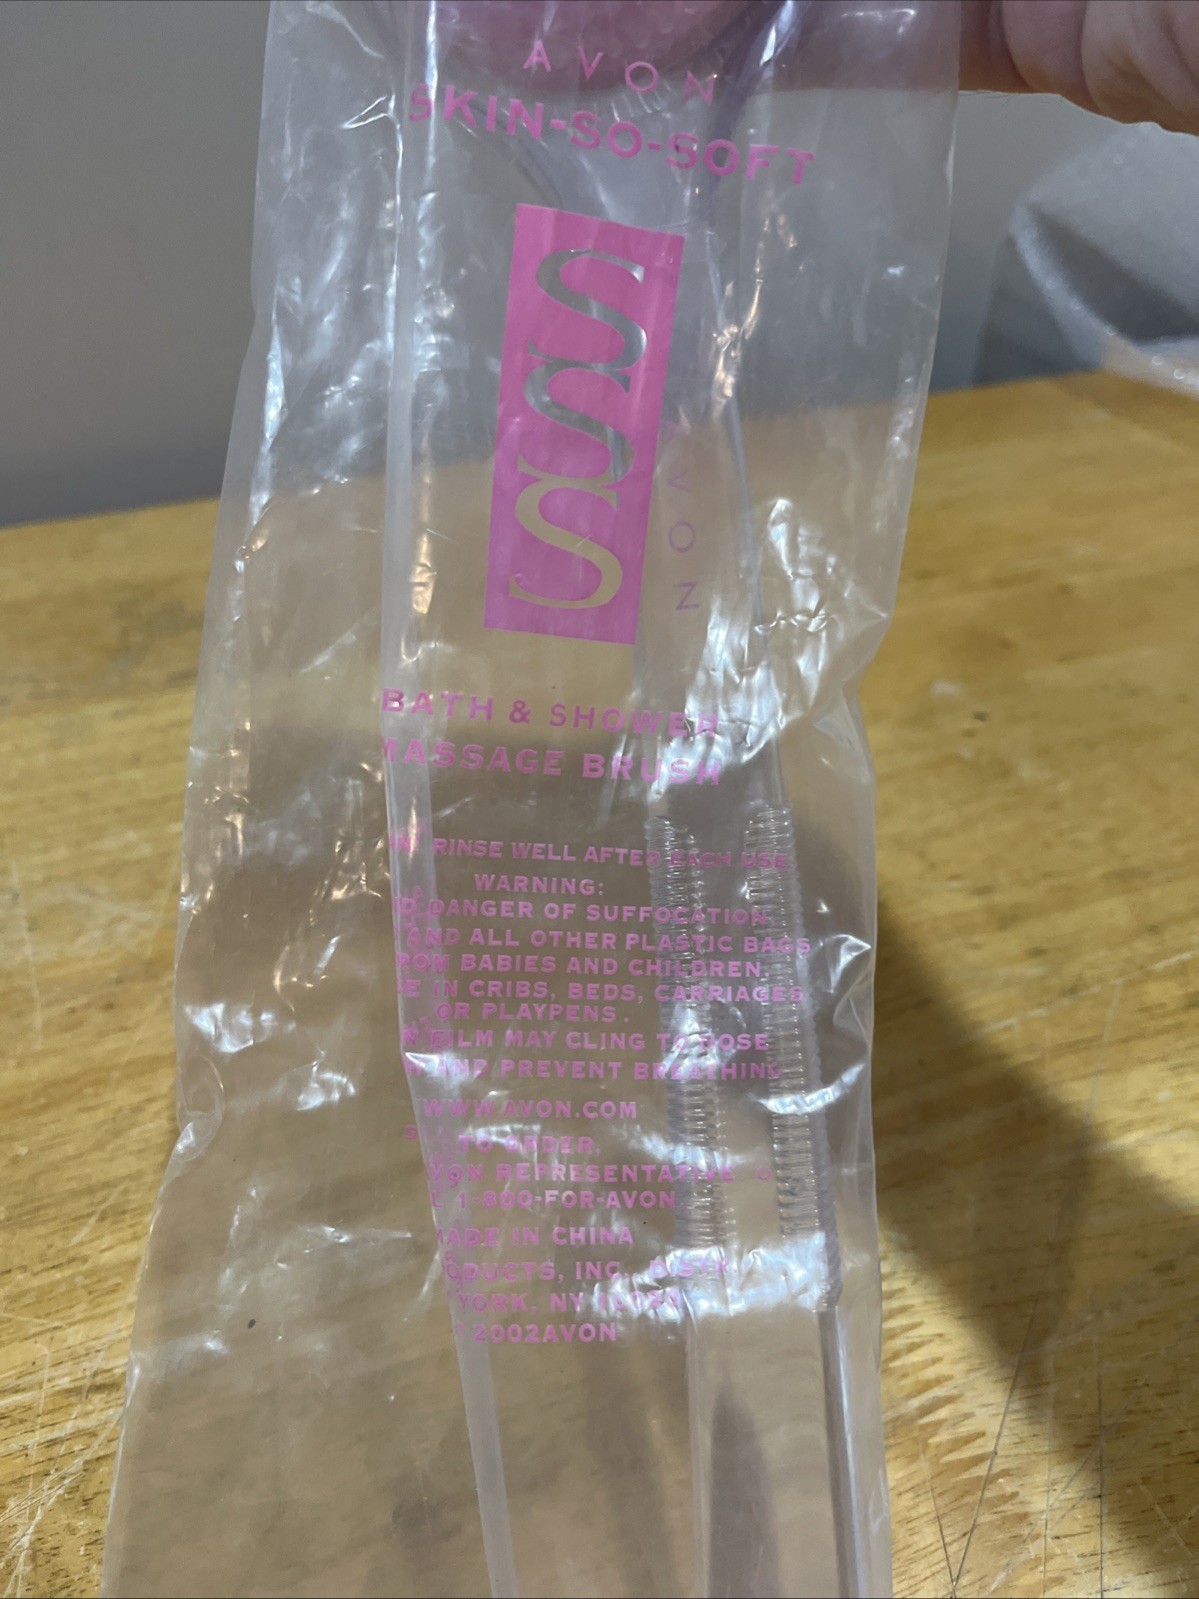 AVON
SKIN-SO-SOFT
SSS
AVON
BATH & SHOWER
MASSAGE BRUSH
RINSE WELL AFTER EACH USE
WARNING:
DANGER OF SUFFOCATION,
AND ALL OTHER PLASTIC BAGS
BABIES AND CHILDREN.
IN CRIBS, BEDS, CARRIAGES
OR PLAYPENS.
FILM MAY CLING TO NOSE
AND PREVENT BREATHING
WWW.AVON.COM
TO ORDER,
REPRESENTATIVE
1-800-FOR-AVON
MADE IN CHINA
INC.
YORK, NY
2002AVON